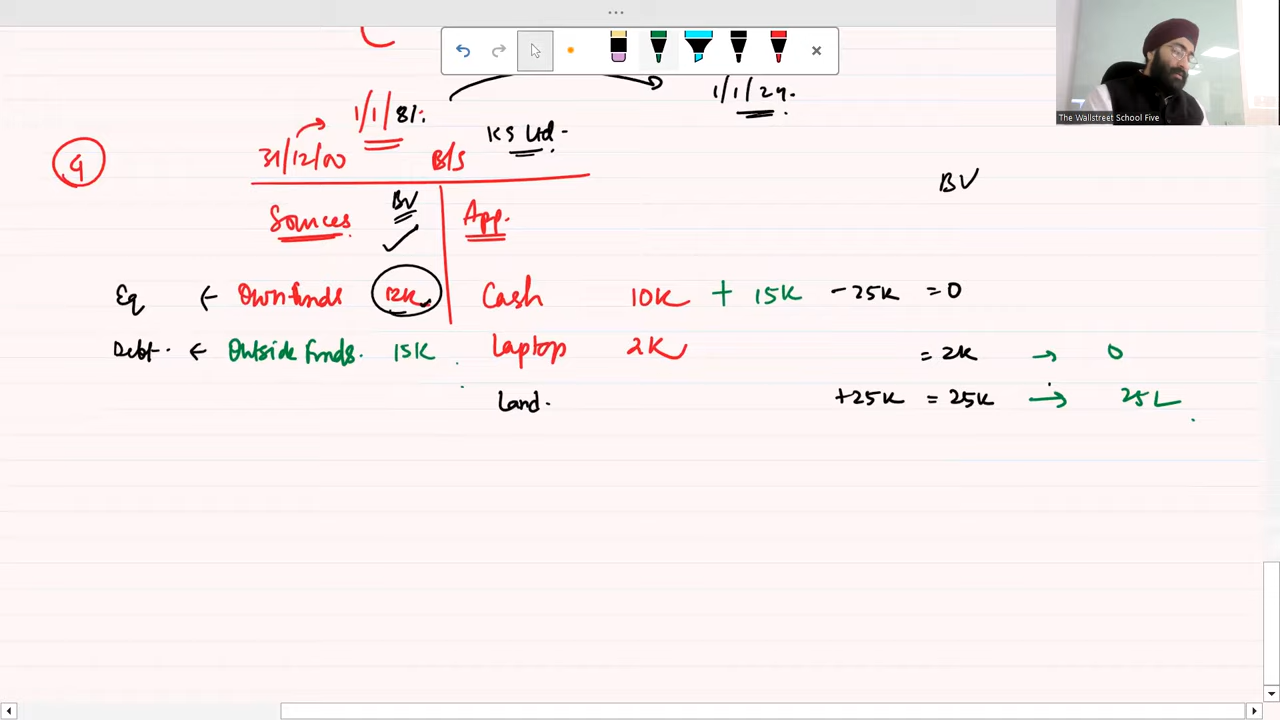 The Wallstreet School Five
1/1/81. 1/1/24.
31/12/00 B/S KS Ltd.
9
BV
Sources BV App.
Eq ← Own funds 12K Cash 10K + 15K - 25K = 0
Debt. ← Outside Funds. 15K Laptop 2K = 2K → 0
Land. +25K = 25K → 25L